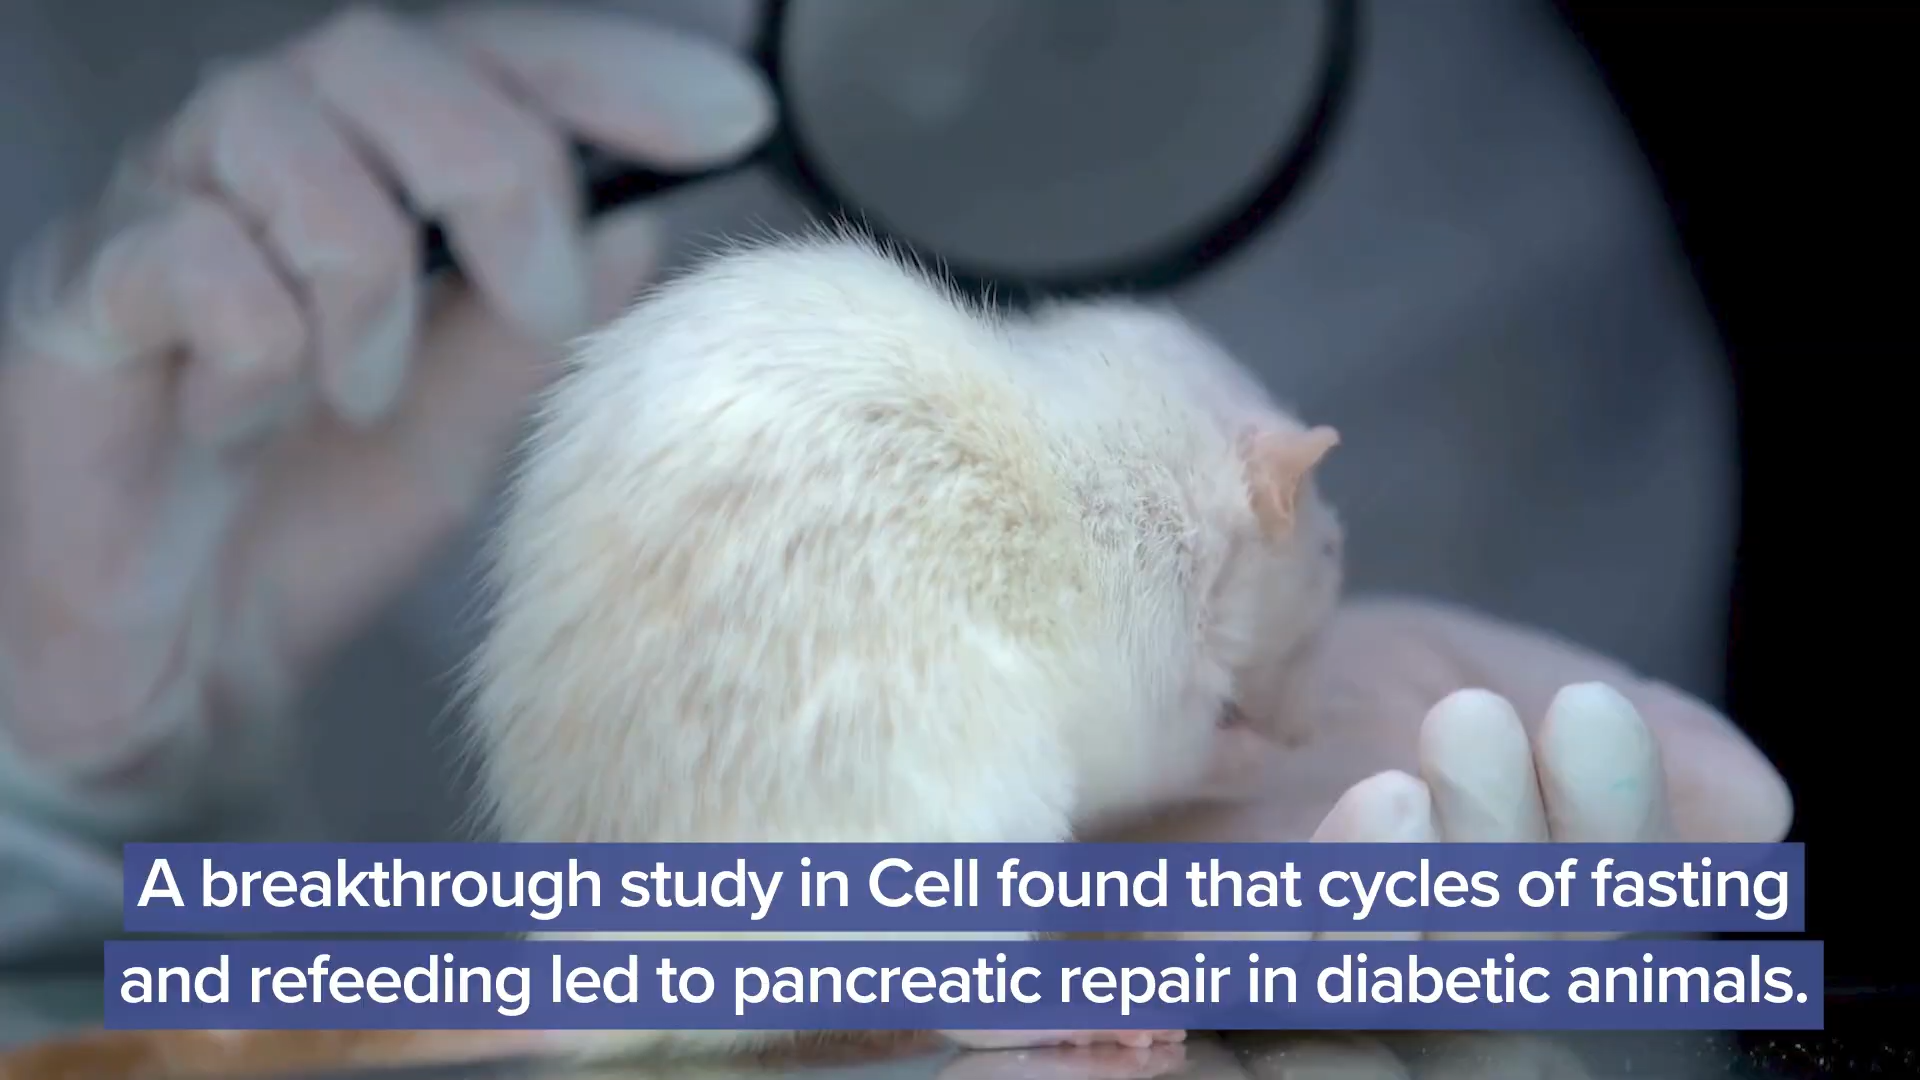 A breakthrough study in Cell found that cycles of fasting
and refeeding led to pancreatic repair in diabetic animals.